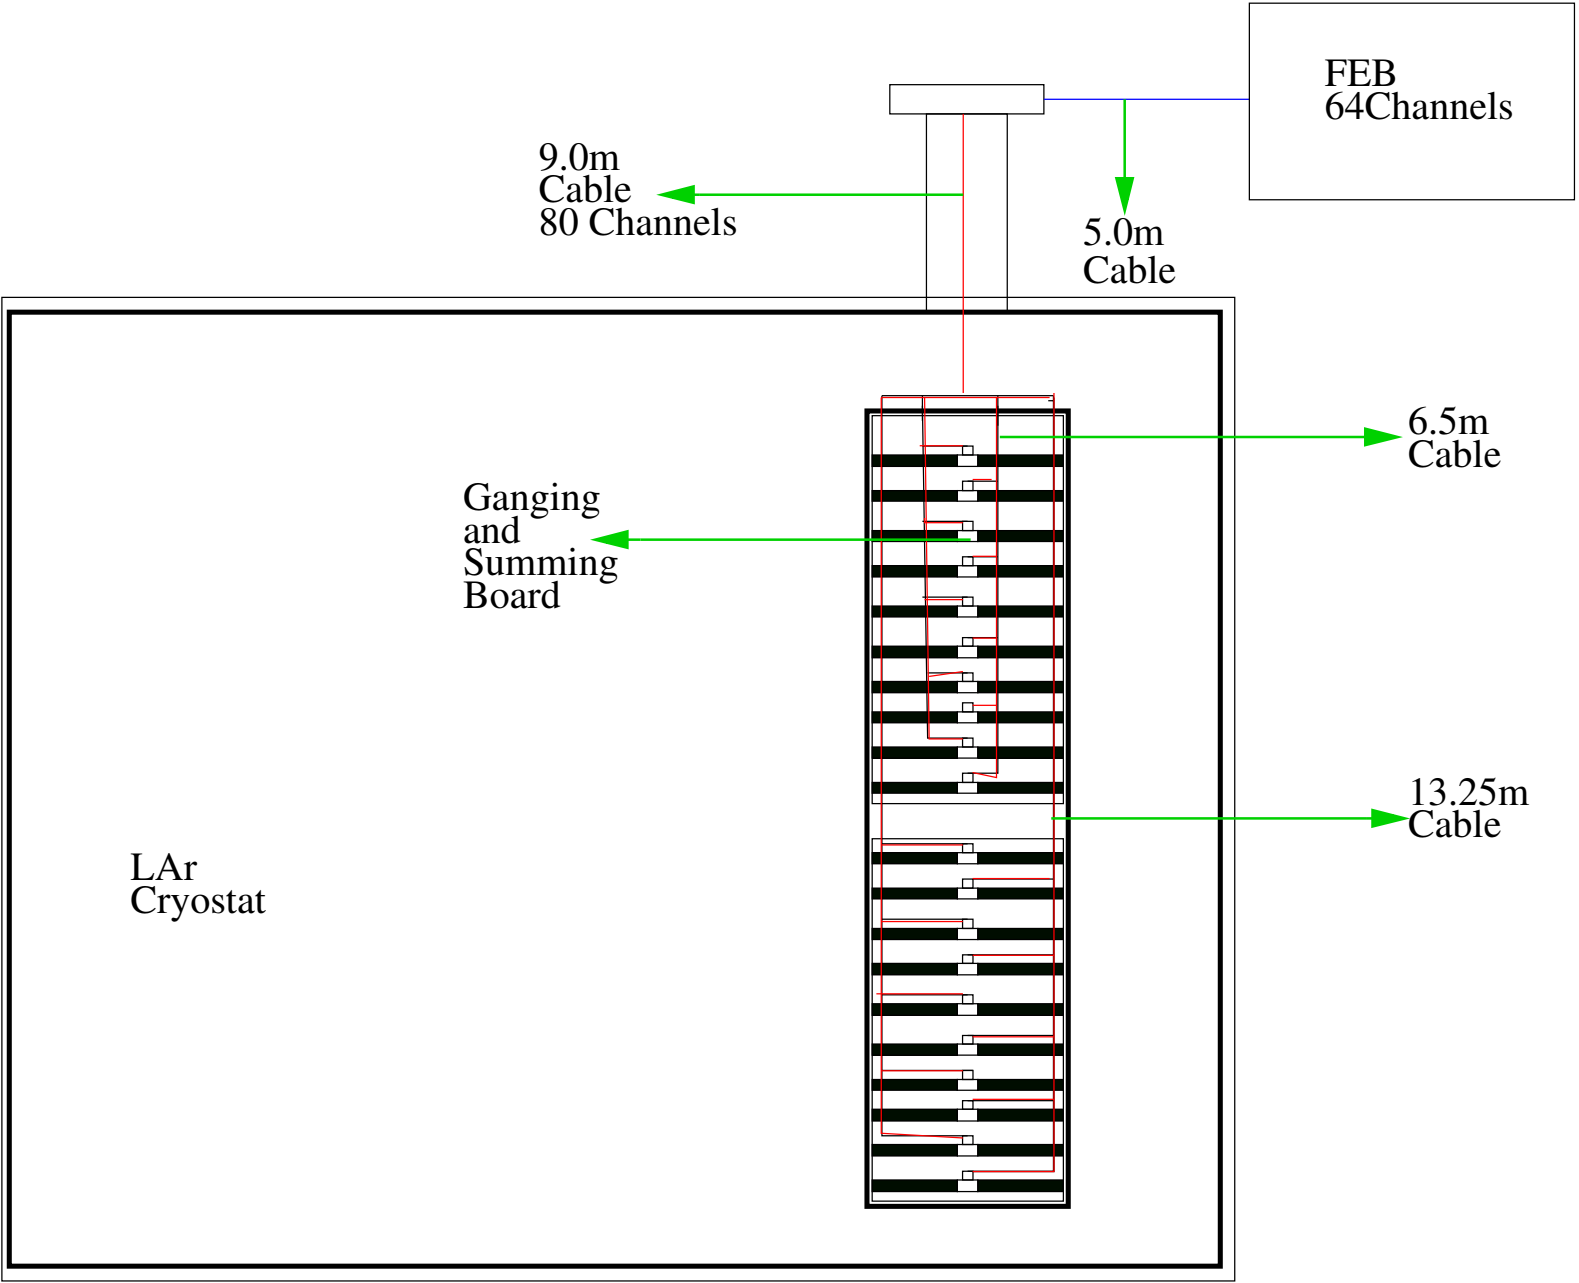 FEB
64Channels
9.0m
Cable
80 Channels
5.0m
Cable
6.5m
Cable
Ganging
and
Summing
Board
13.25m
Cable
LAr
Cryostat